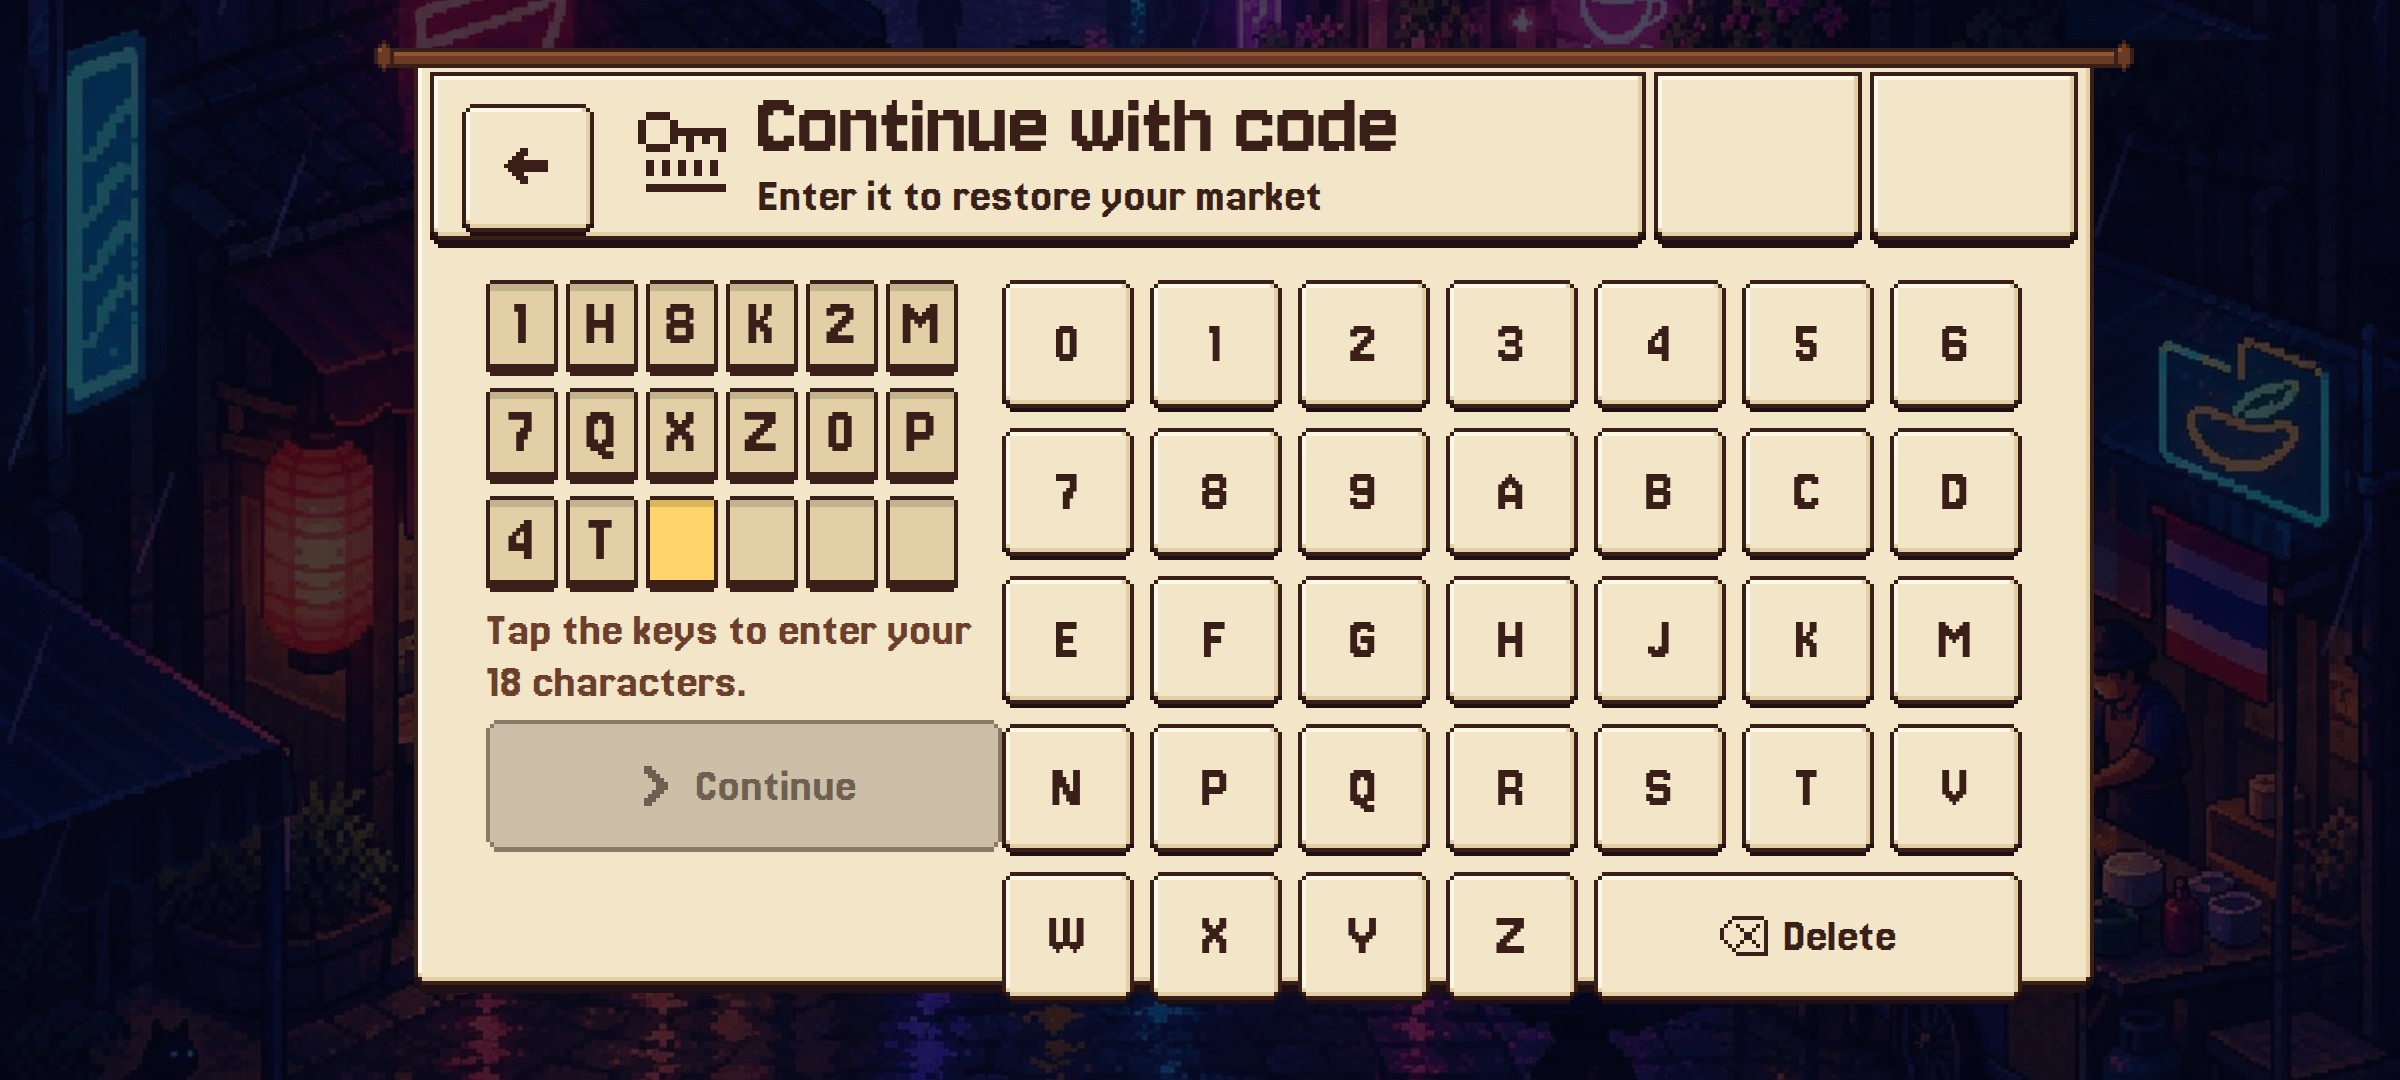 Continue with code
Enter it to restore your market
1 H 8 K 2 M
7 Q X Z 0 P
4 T
Tap the keys to enter your
18 characters.
Continue
0 1 2 3 4 5 6
7 8 9 A B C D
E F G H J K M
N P Q R S T V
W X Y Z Delete